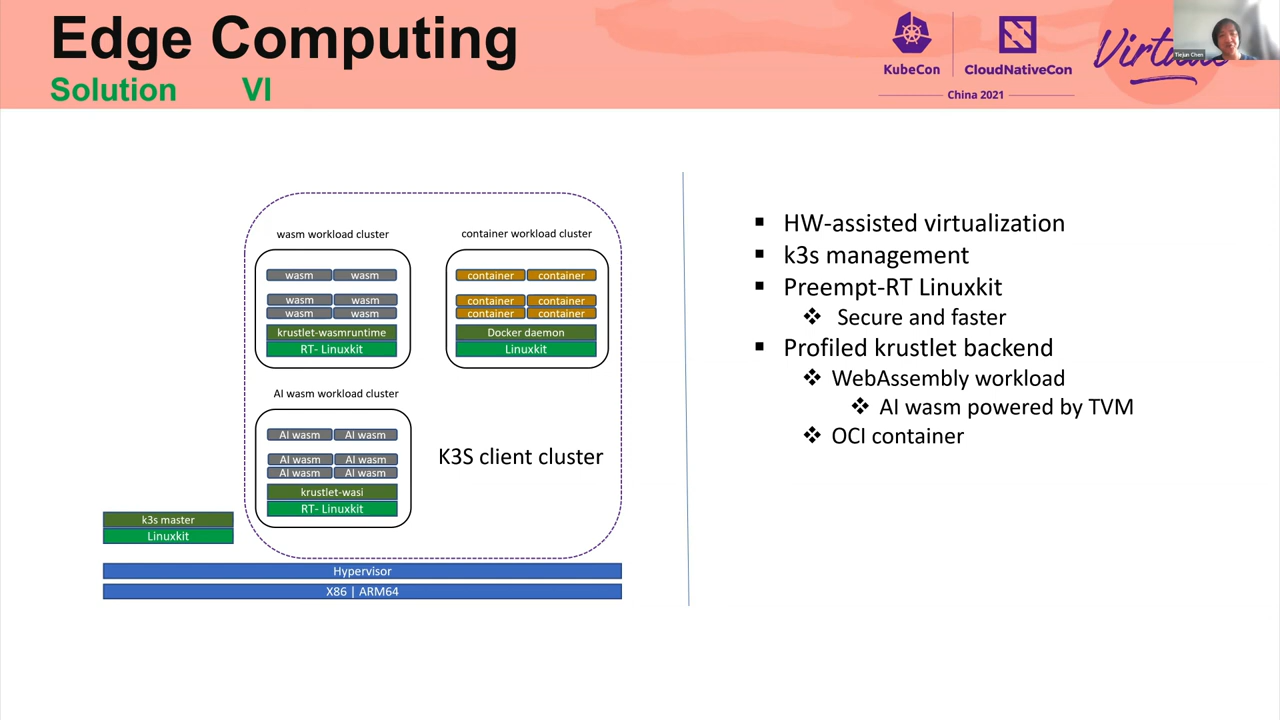 Edge Computing
Solution VI
KubeCon
CloudNativeCon
China 2021
Virtual
Tiejun Chen
wasm workload cluster
wasm wasm
wasm wasm
wasm wasm
krustlet-wasmruntime
RT- Linuxkit
container workload cluster
container container
container container
container container
Docker daemon
Linuxkit
AI wasm workload cluster
AI wasm AI wasm
AI wasm AI wasm
AI wasm AI wasm
krustlet-wasi
RT- Linuxkit
K3S client cluster
k3s master
Linuxkit
Hypervisor
X86 | ARM64
▪ HW-assisted virtualization
▪ k3s management
▪ Preempt-RT Linuxkit
❖ Secure and faster
▪ Profiled krustlet backend
❖ WebAssembly workload
❖ AI wasm powered by TVM
❖ OCI container